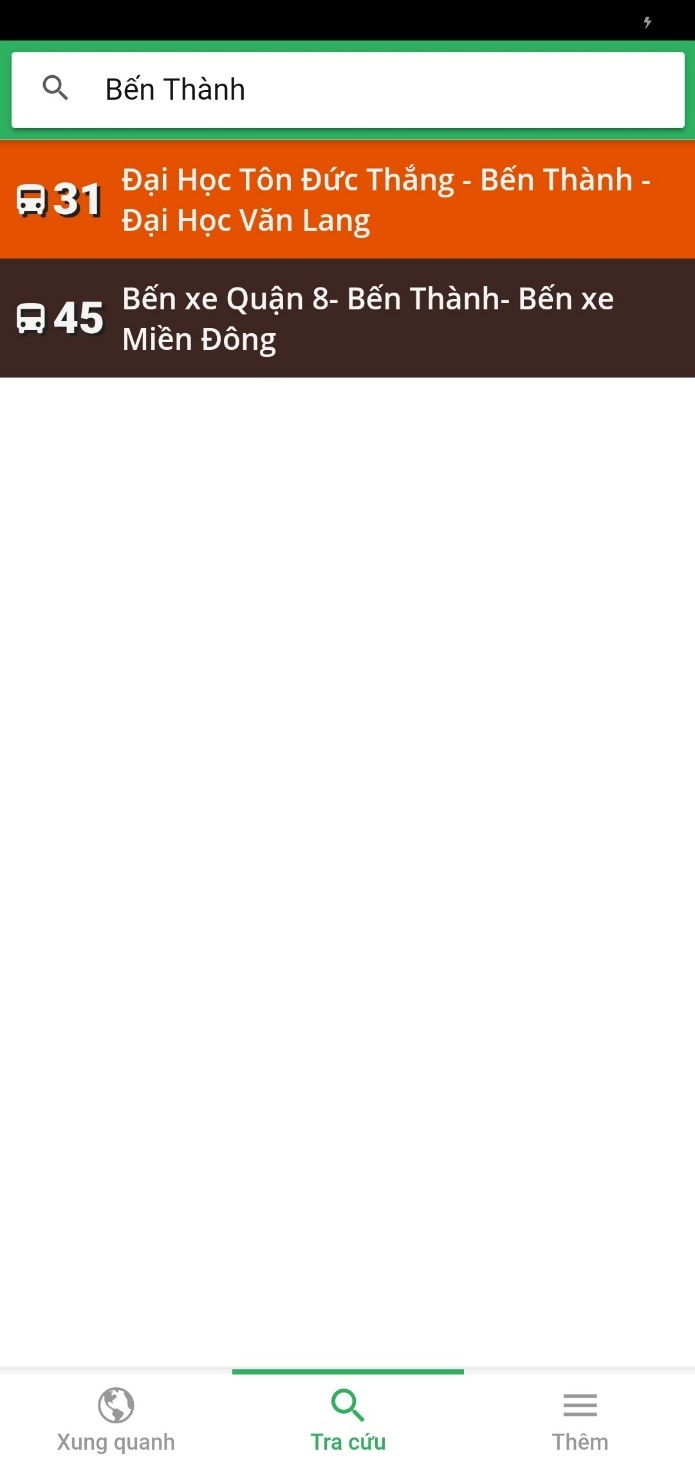 Bến Thành
31
Đại Học Tôn Đức Thắng - Bến Thành -
Đại Học Văn Lang
45
Bến xe Quận 8- Bến Thành- Bến xe
Miền Đông
Xung quanh
Tra cứu
Thêm